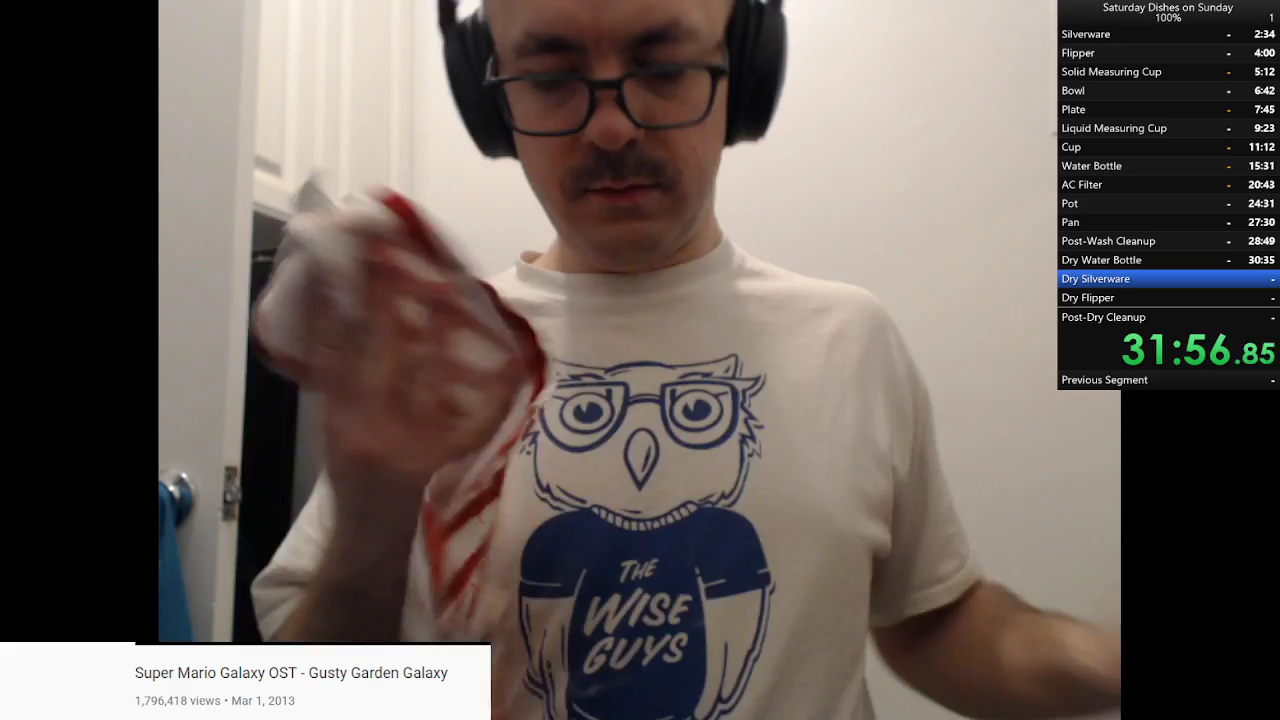 Saturday Dishes on Sunday
100% 1
Silverware - 2:34
Flipper - 4:00
Solid Measuring Cup - 5:12
Bowl - 6:42
Plate - 7:45
Liquid Measuring Cup - 9:23
Cup - 11:12
Water Bottle - 15:31
AC Filter - 20:43
Pot - 24:31
Pan - 27:30
Post-Wash Cleanup - 28:49
Dry Water Bottle - 30:35
Dry Silverware -
Dry Flipper -
Post-Dry Cleanup -
31:56.85
Previous Segment -
THE
WISE
GUYS
Super Mario Galaxy OST - Gusty Garden Galaxy
1,796,418 views • Mar 1, 2013